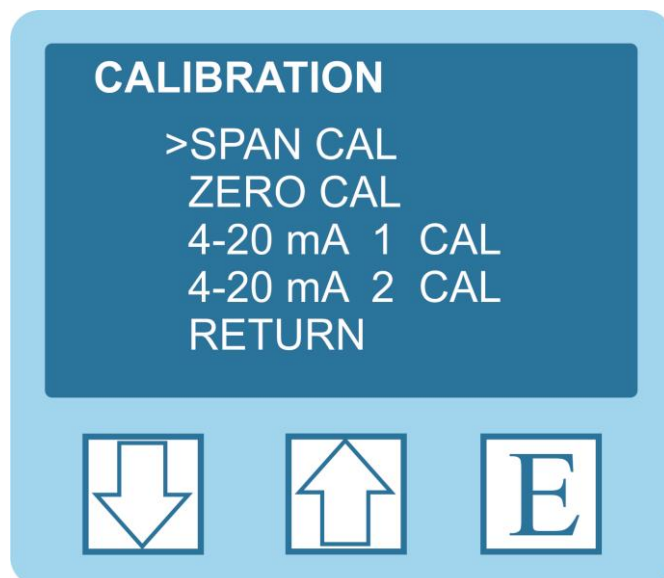 CALIBRATION
>SPAN CAL
ZERO CAL
4-20 mA 1 CAL
4-20 mA 2 CAL
RETURN
E